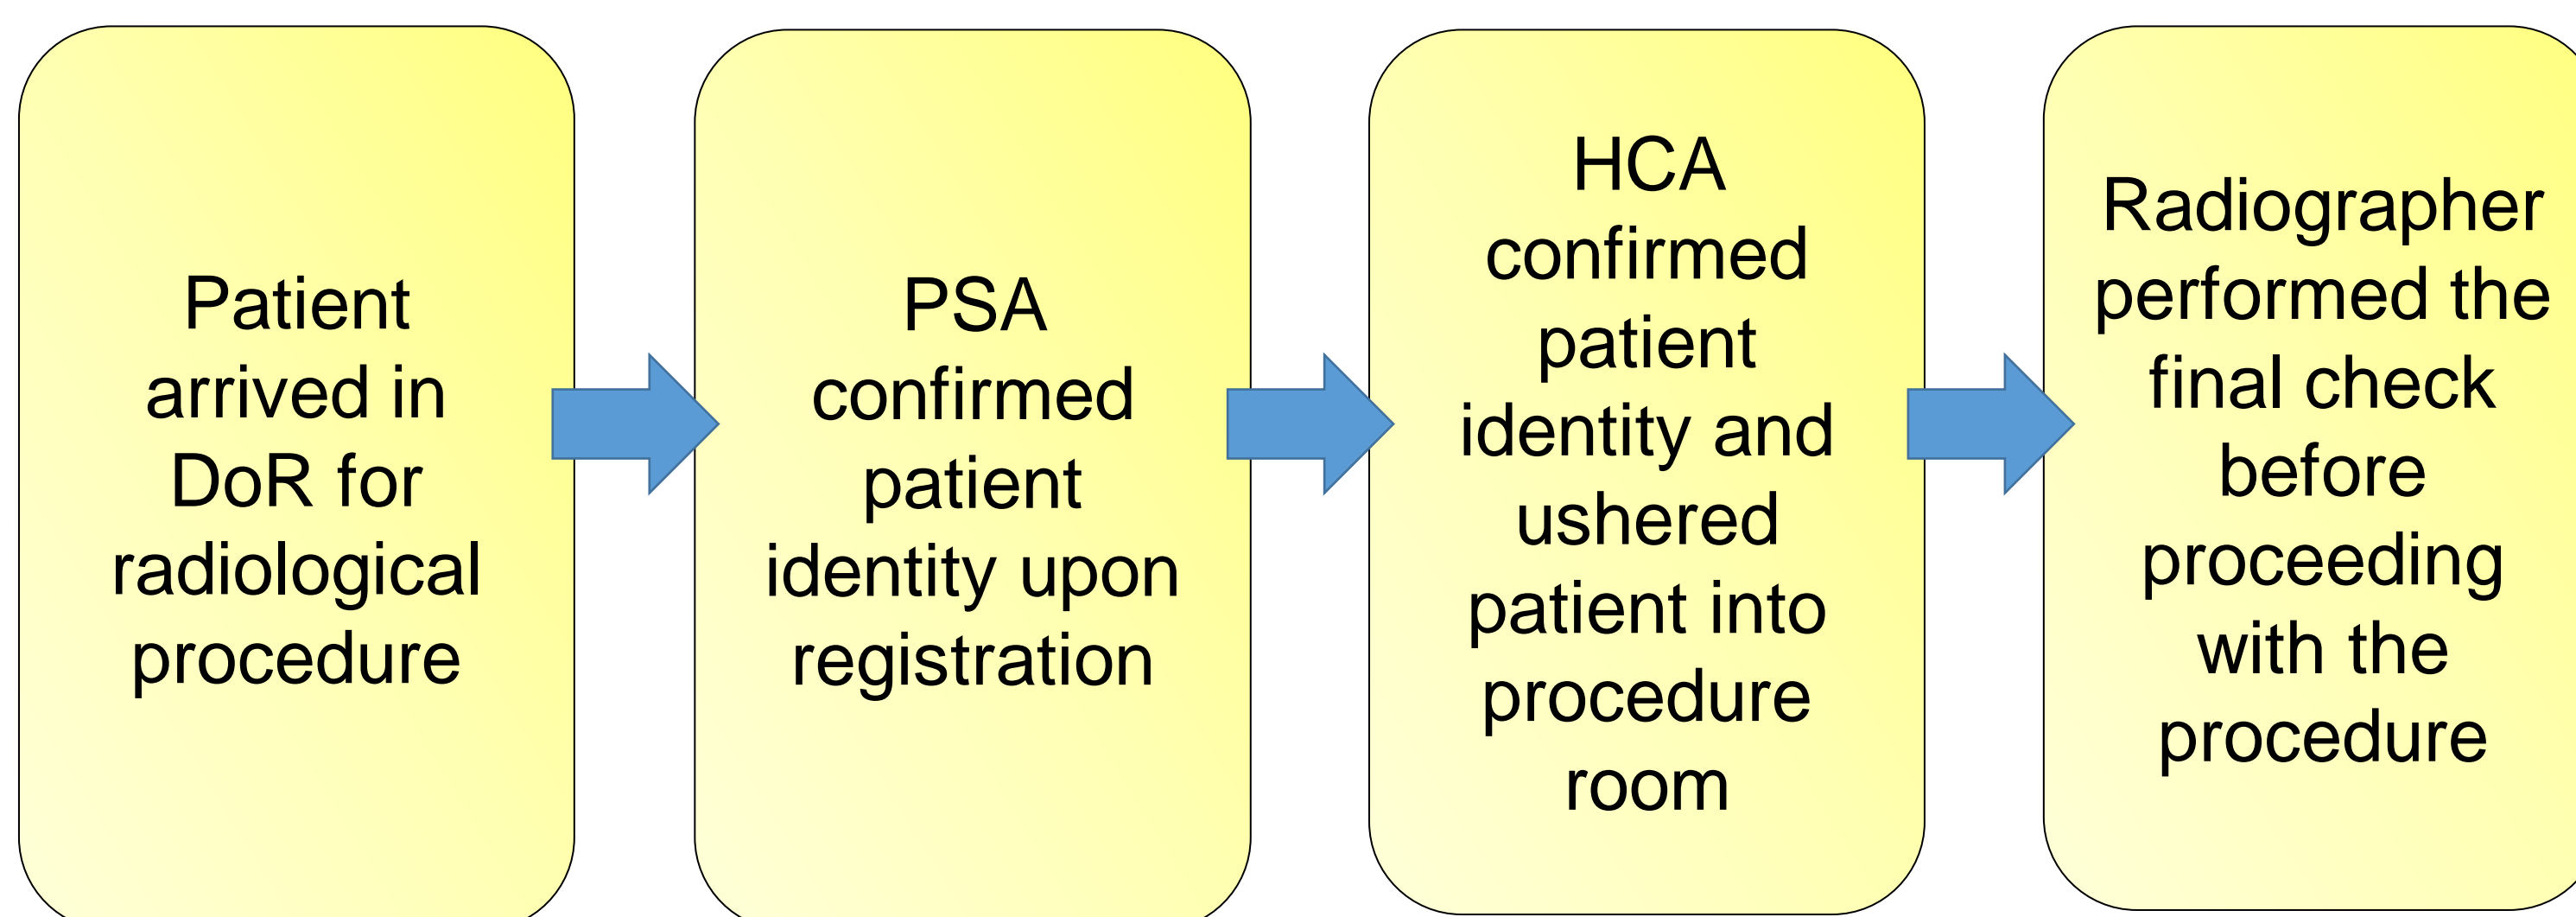 Patient
arrived in
DoR for
radiological
procedure
PSA
confirmed
patient
identity upon
registration
HCA
confirmed
patient
identity and
ushered
patient into
procedure
room
Radiographer
performed the
final check
before
proceeding
with the
procedure